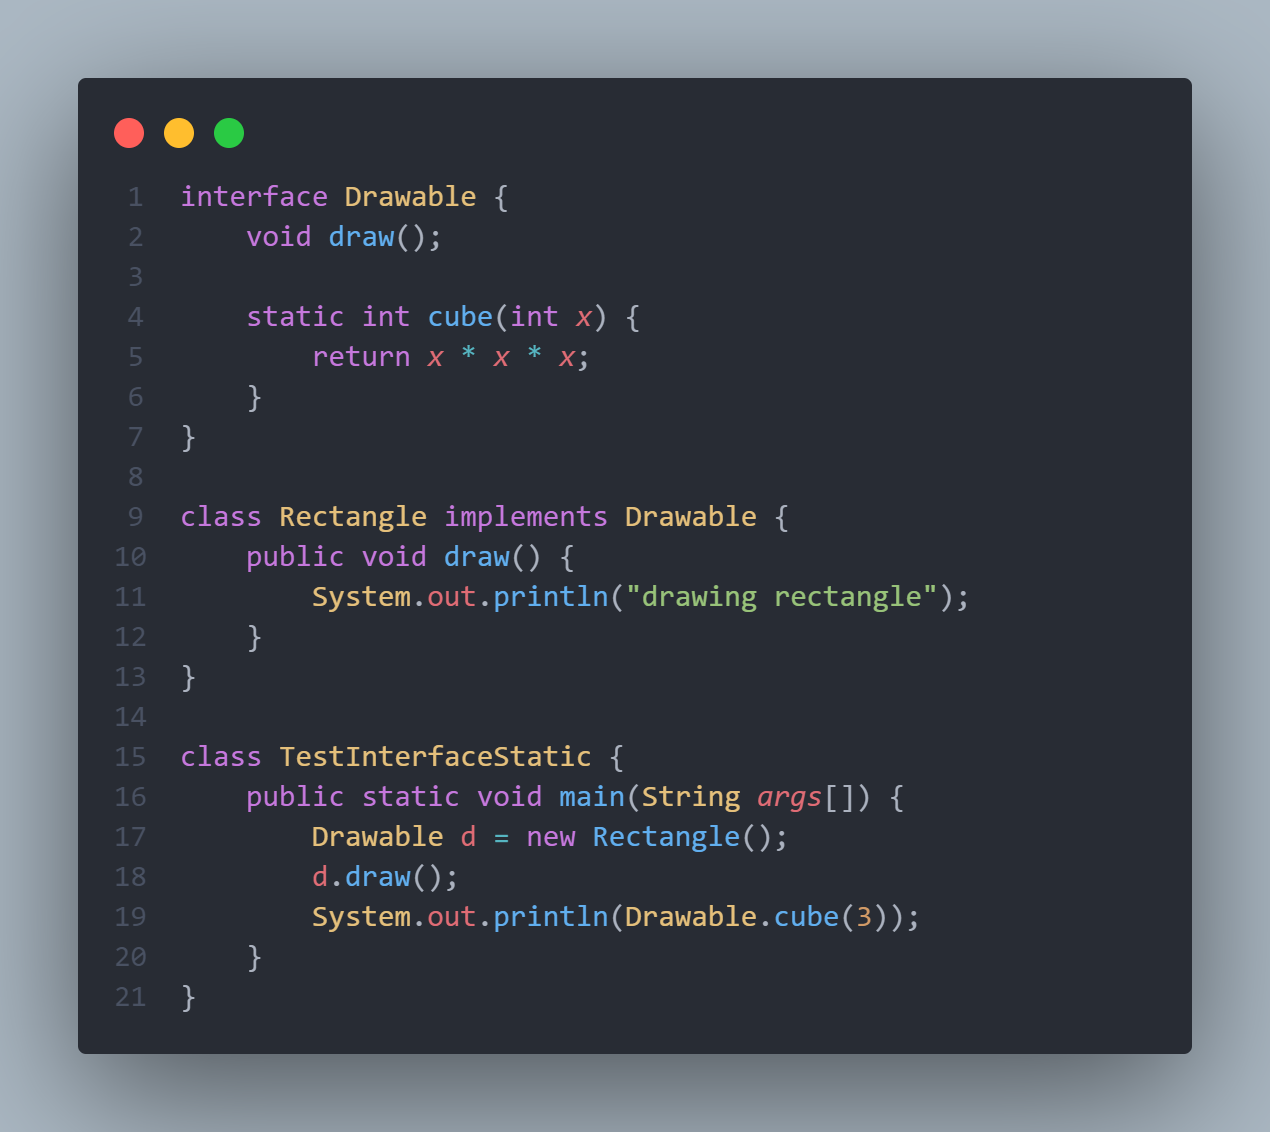 1 interface Drawable {
2     void draw();
3
4     static int cube(int x) {
5         return x * x * x;
6     }
7 }
8
9 class Rectangle implements Drawable {
10     public void draw() {
11         System.out.println("drawing rectangle");
12     }
13 }
14
15 class TestInterfaceStatic {
16     public static void main(String args[]) {
17         Drawable d = new Rectangle();
18         d.draw();
19         System.out.println(Drawable.cube(3));
20     }
21 }